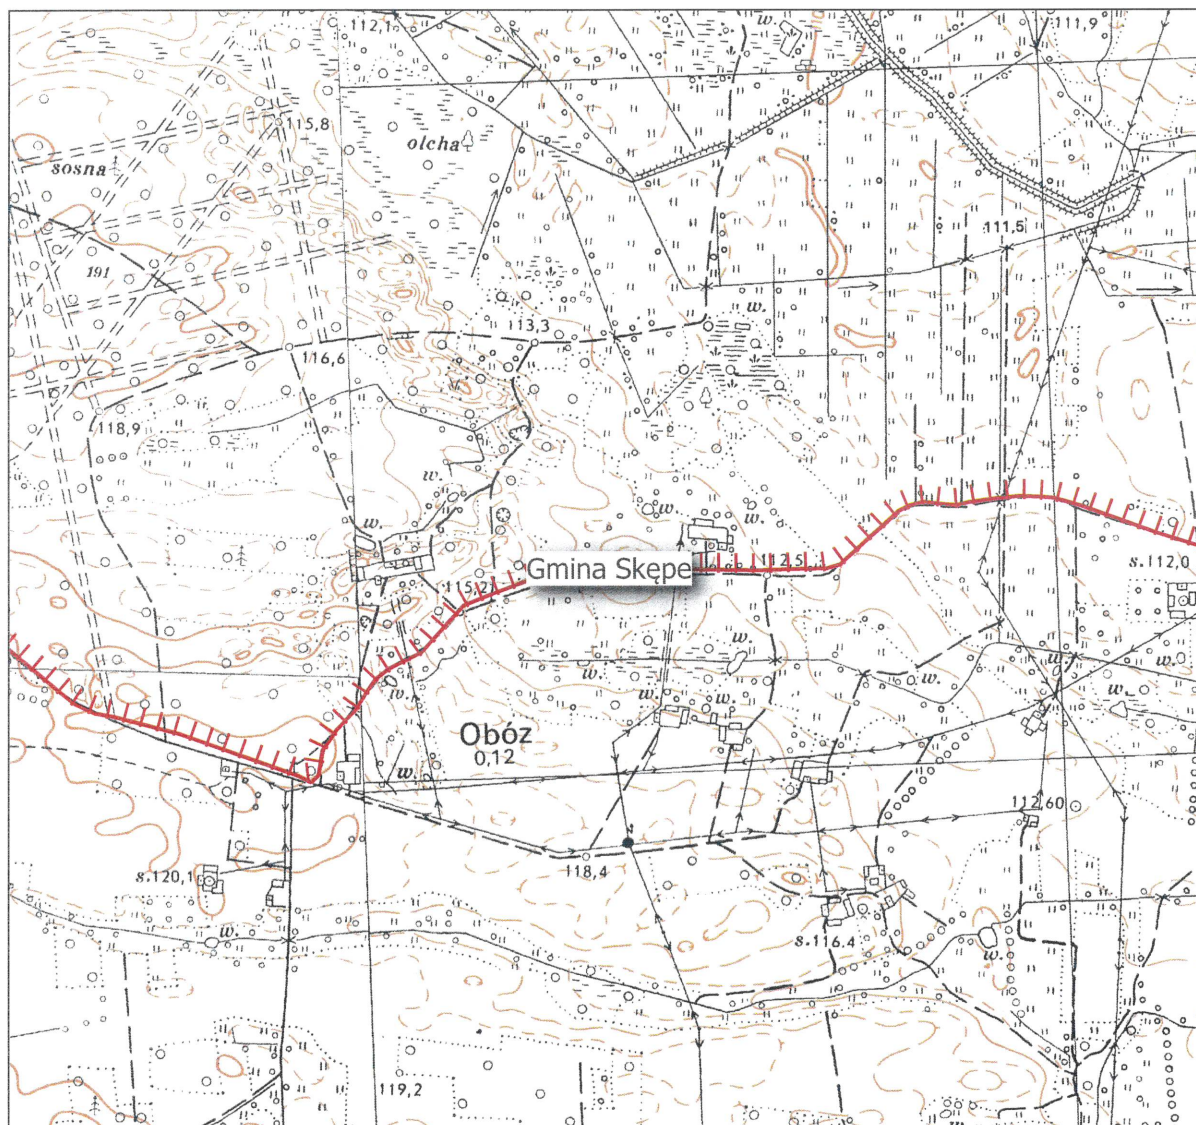 112,1
w.
111,9
115,8
olcha
sosna
111,5
191
w.
113,3
116,6
118,9
w.
w.
w.
w.
112,5
s.112,0
Gmina Skępe
115,2
w.
w.
w.
w.
w.
w.
w.
w.
Obóz
0,12
w.
112,60
118,4
s.120,1
w.
s.116,4
w.
119,2
w.